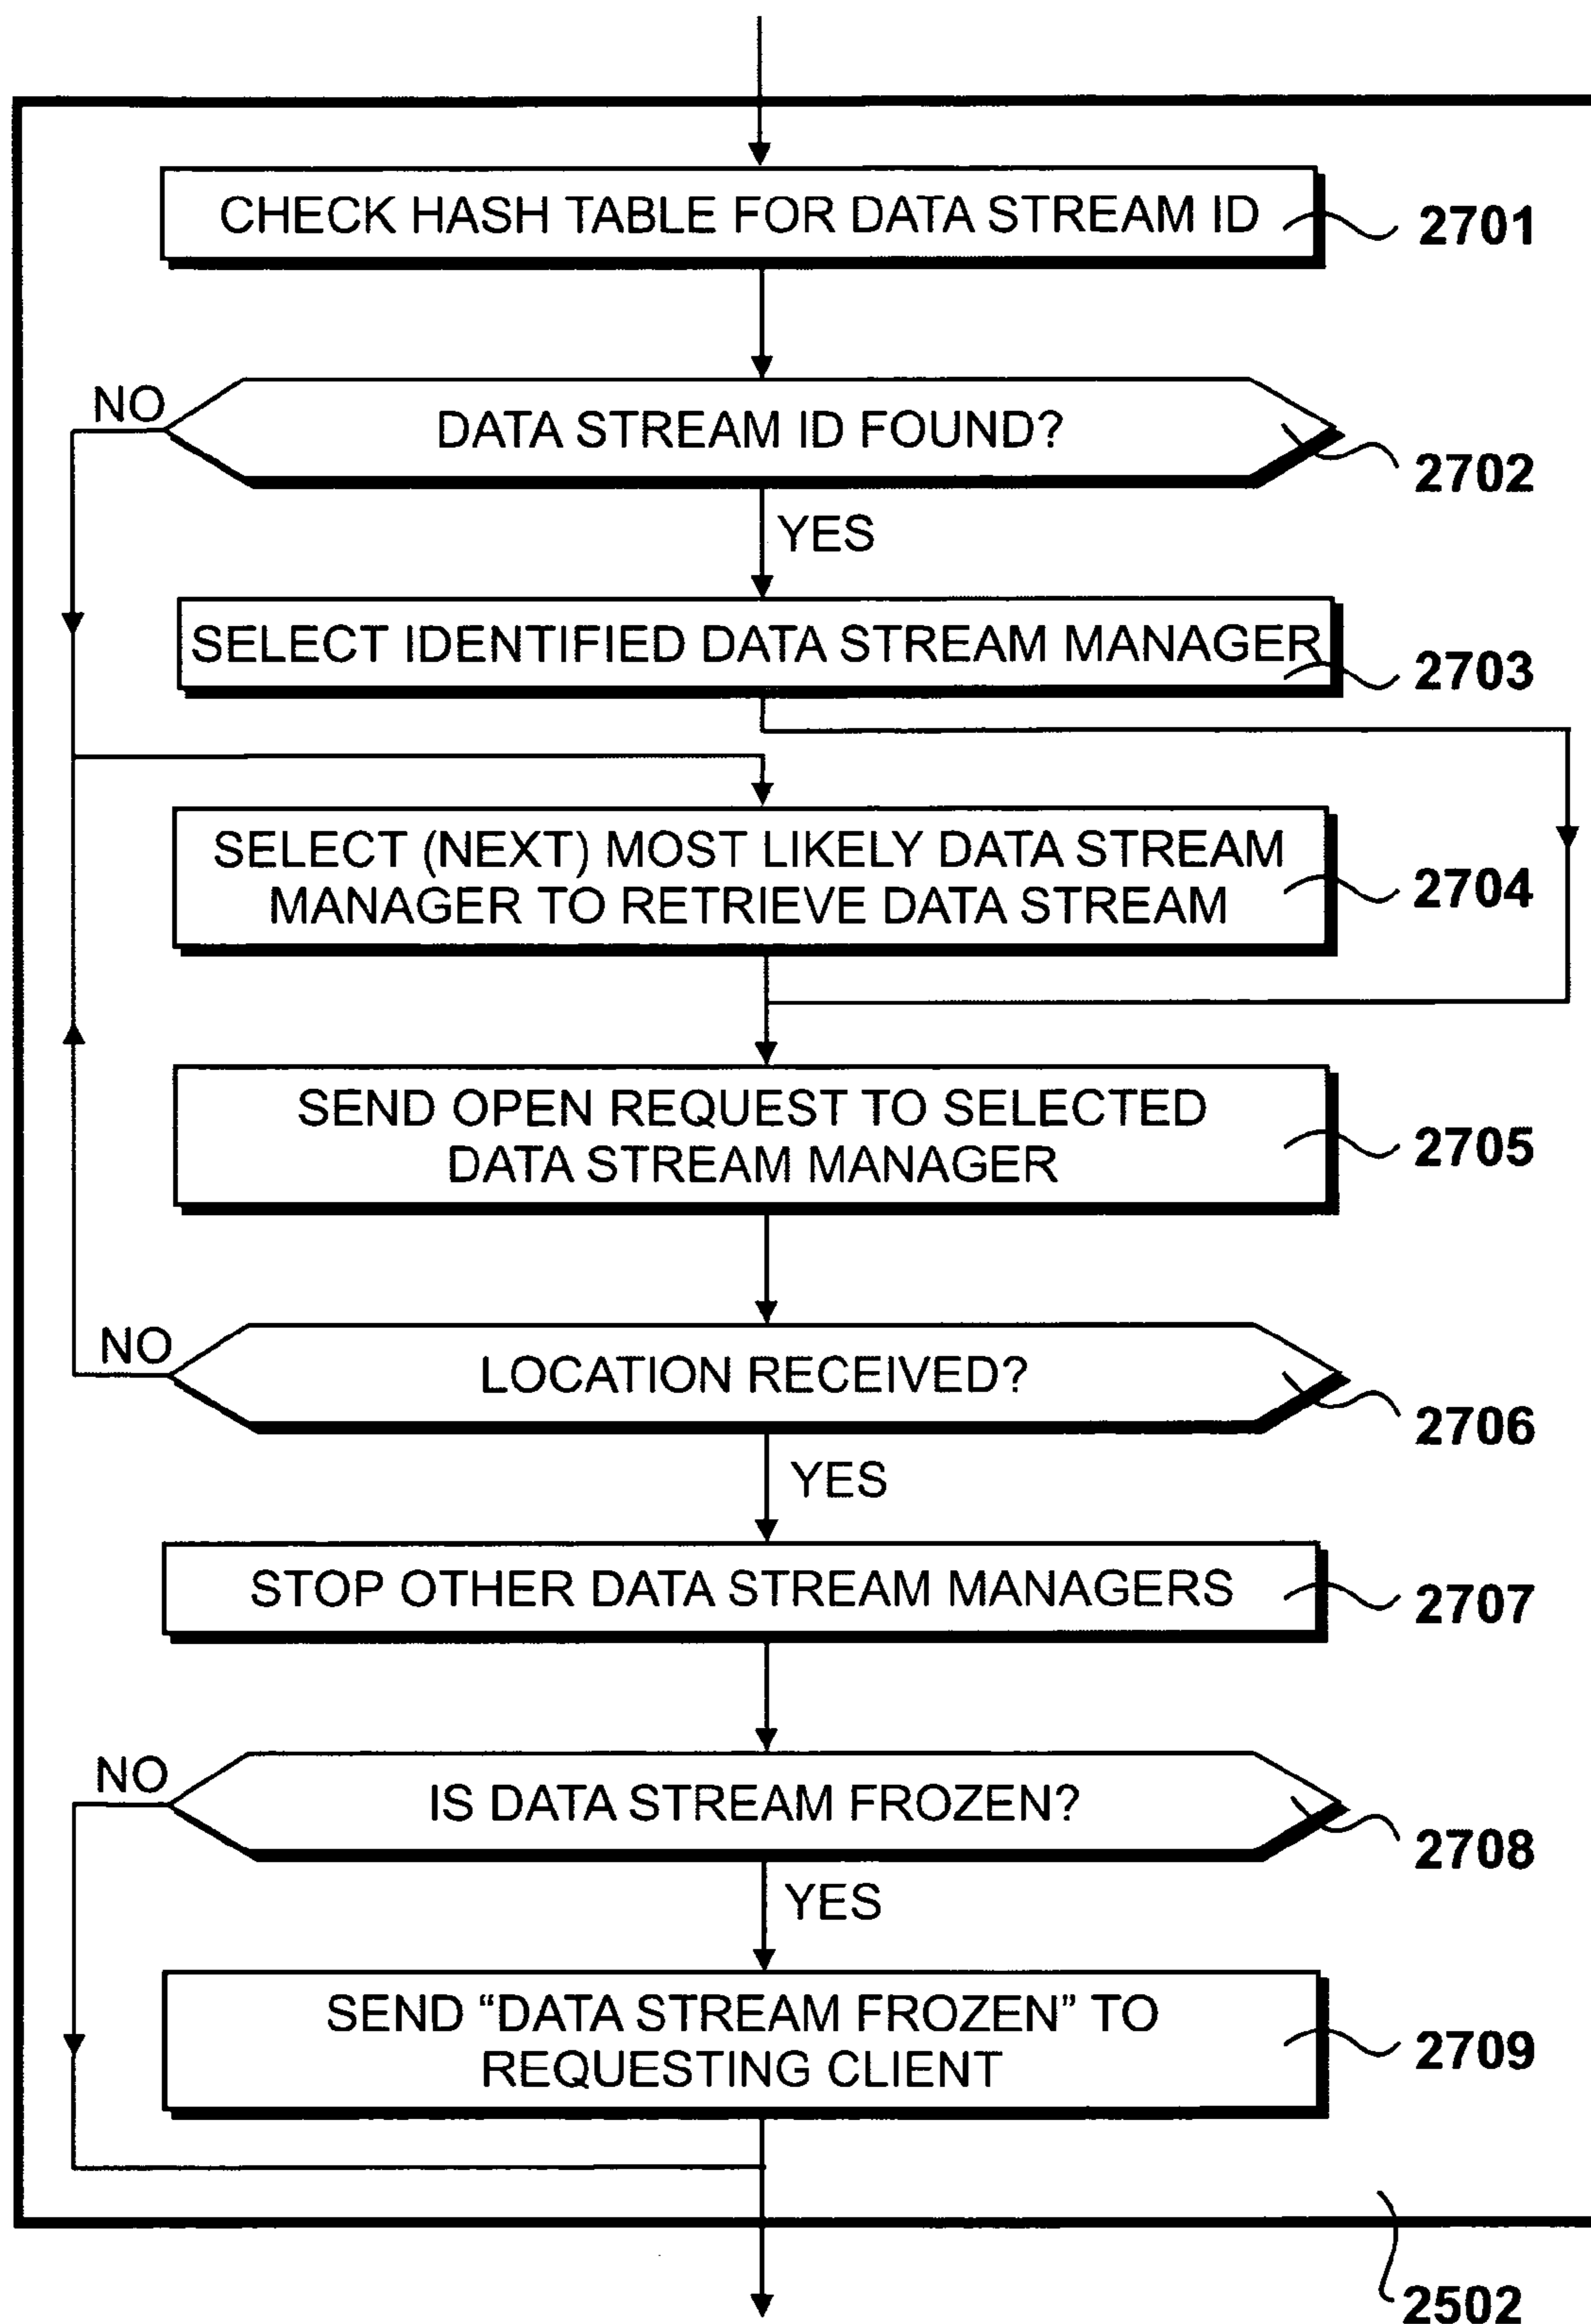 CHECK HASH TABLE FOR DATA STREAM ID
2701
NO
DATA STREAM ID FOUND?
2702
YES
SELECT IDENTIFIED DATA STREAM MANAGER
2703
SELECT (NEXT) MOST LIKELY DATA STREAM
MANAGER TO RETRIEVE DATA STREAM
2704
SEND OPEN REQUEST TO SELECTED
DATA STREAM MANAGER
2705
NO
LOCATION RECEIVED?
2706
YES
STOP OTHER DATA STREAM MANAGERS
2707
NO
IS DATA STREAM FROZEN?
2708
YES
SEND “DATA STREAM FROZEN” TO
REQUESTING CLIENT
2709
2502